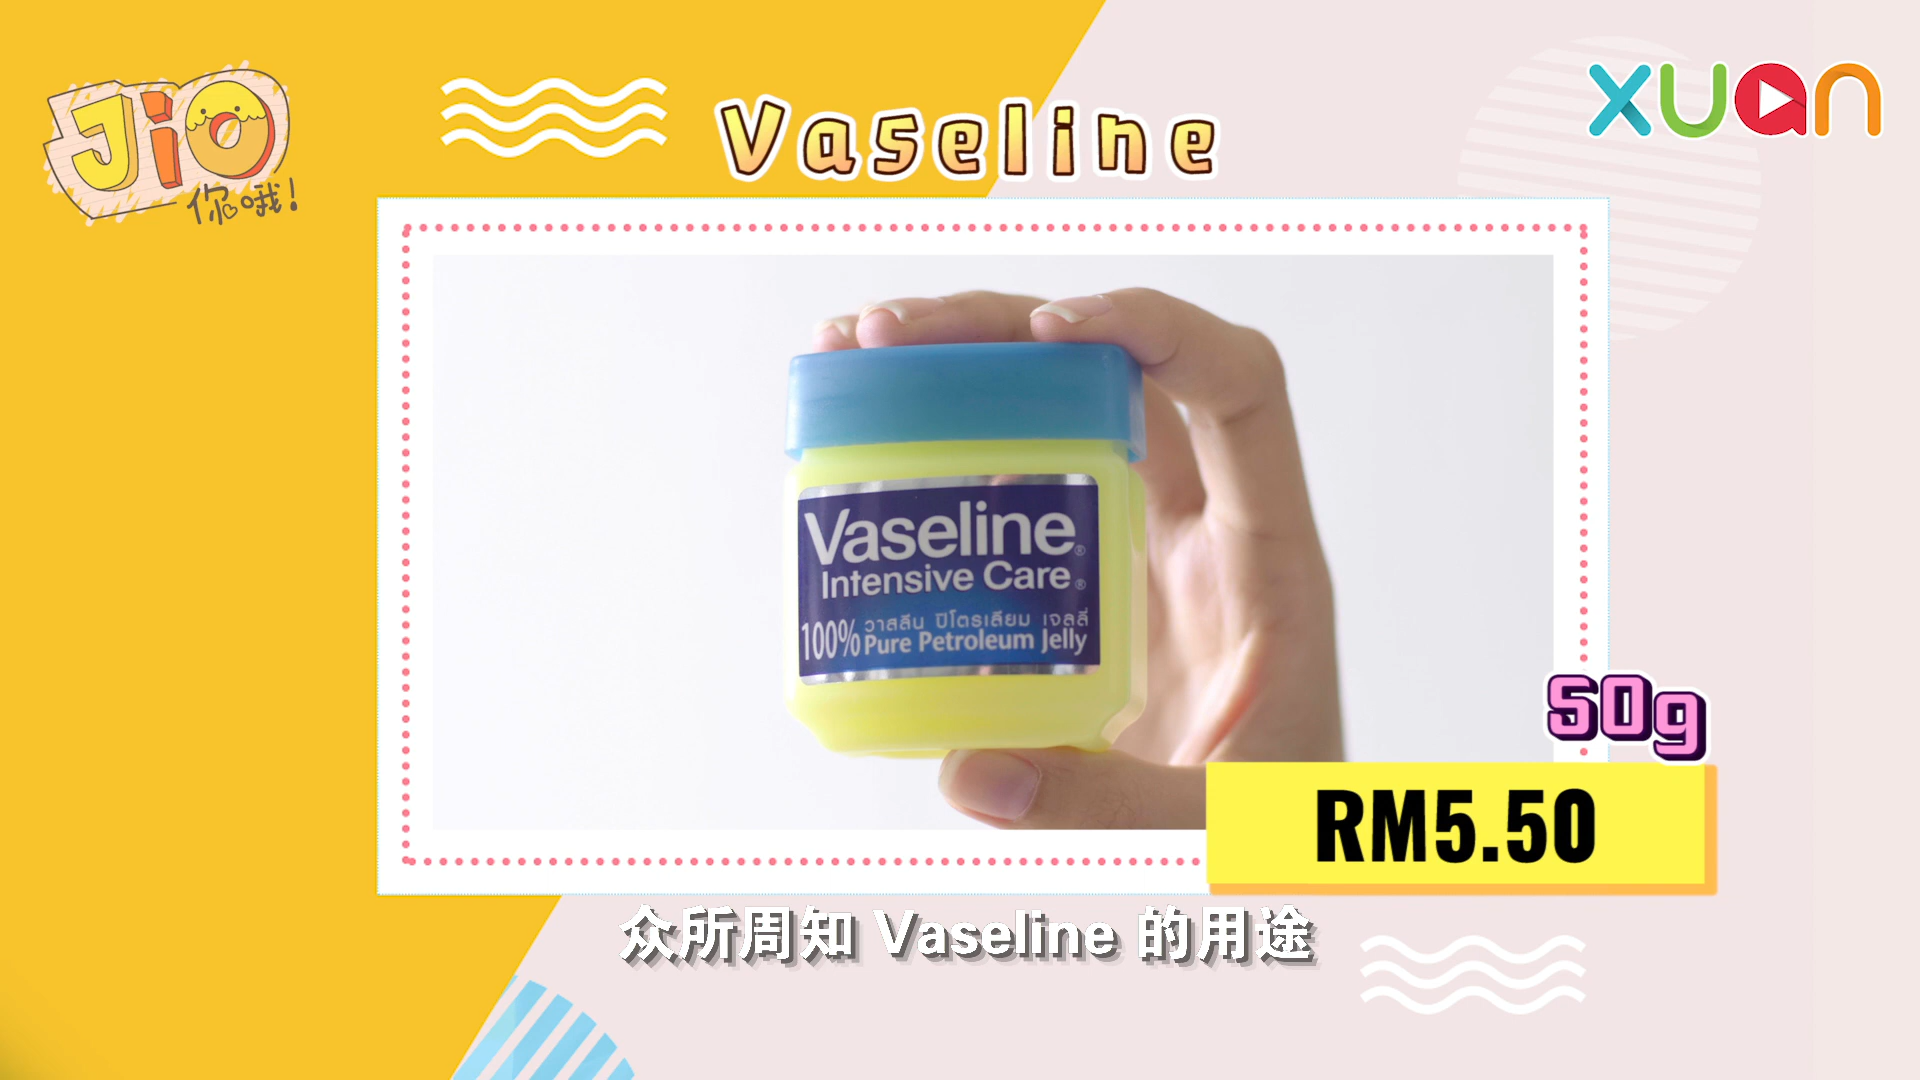 JiO
你哦!
xuan
Vaseline
Vaseline®
Intensive Care®
วาสลีน ปิโตรเลียม เจลลี่
100% Pure Petroleum Jelly
50g
RM5.50
众所周知 Vaseline 的用途